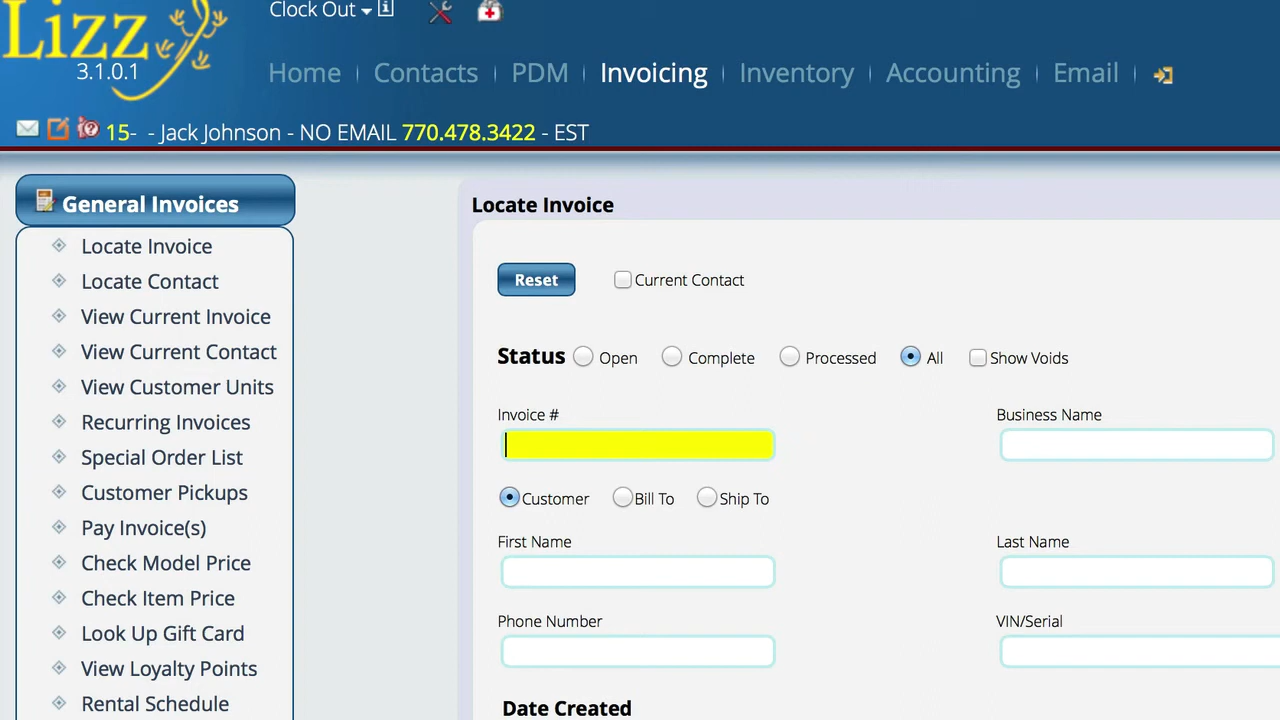 Lizz
3.1.0.1
Clock Out
Home Contacts PDM Invoicing Inventory Accounting Email
15- - Jack Johnson - NO EMAIL 770.478.3422 - EST
General Invoices
Locate Invoice
Locate Contact
View Current Invoice
View Current Contact
View Customer Units
Recurring Invoices
Special Order List
Customer Pickups
Pay Invoice(s)
Check Model Price
Check Item Price
Look Up Gift Card
View Loyalty Points
Rental Schedule
Locate Invoice
Reset Current Contact
Status Open Complete Processed All Show Voids
Invoice # Business Name
Customer Bill To Ship To
First Name Last Name
Phone Number VIN/Serial
Date Created